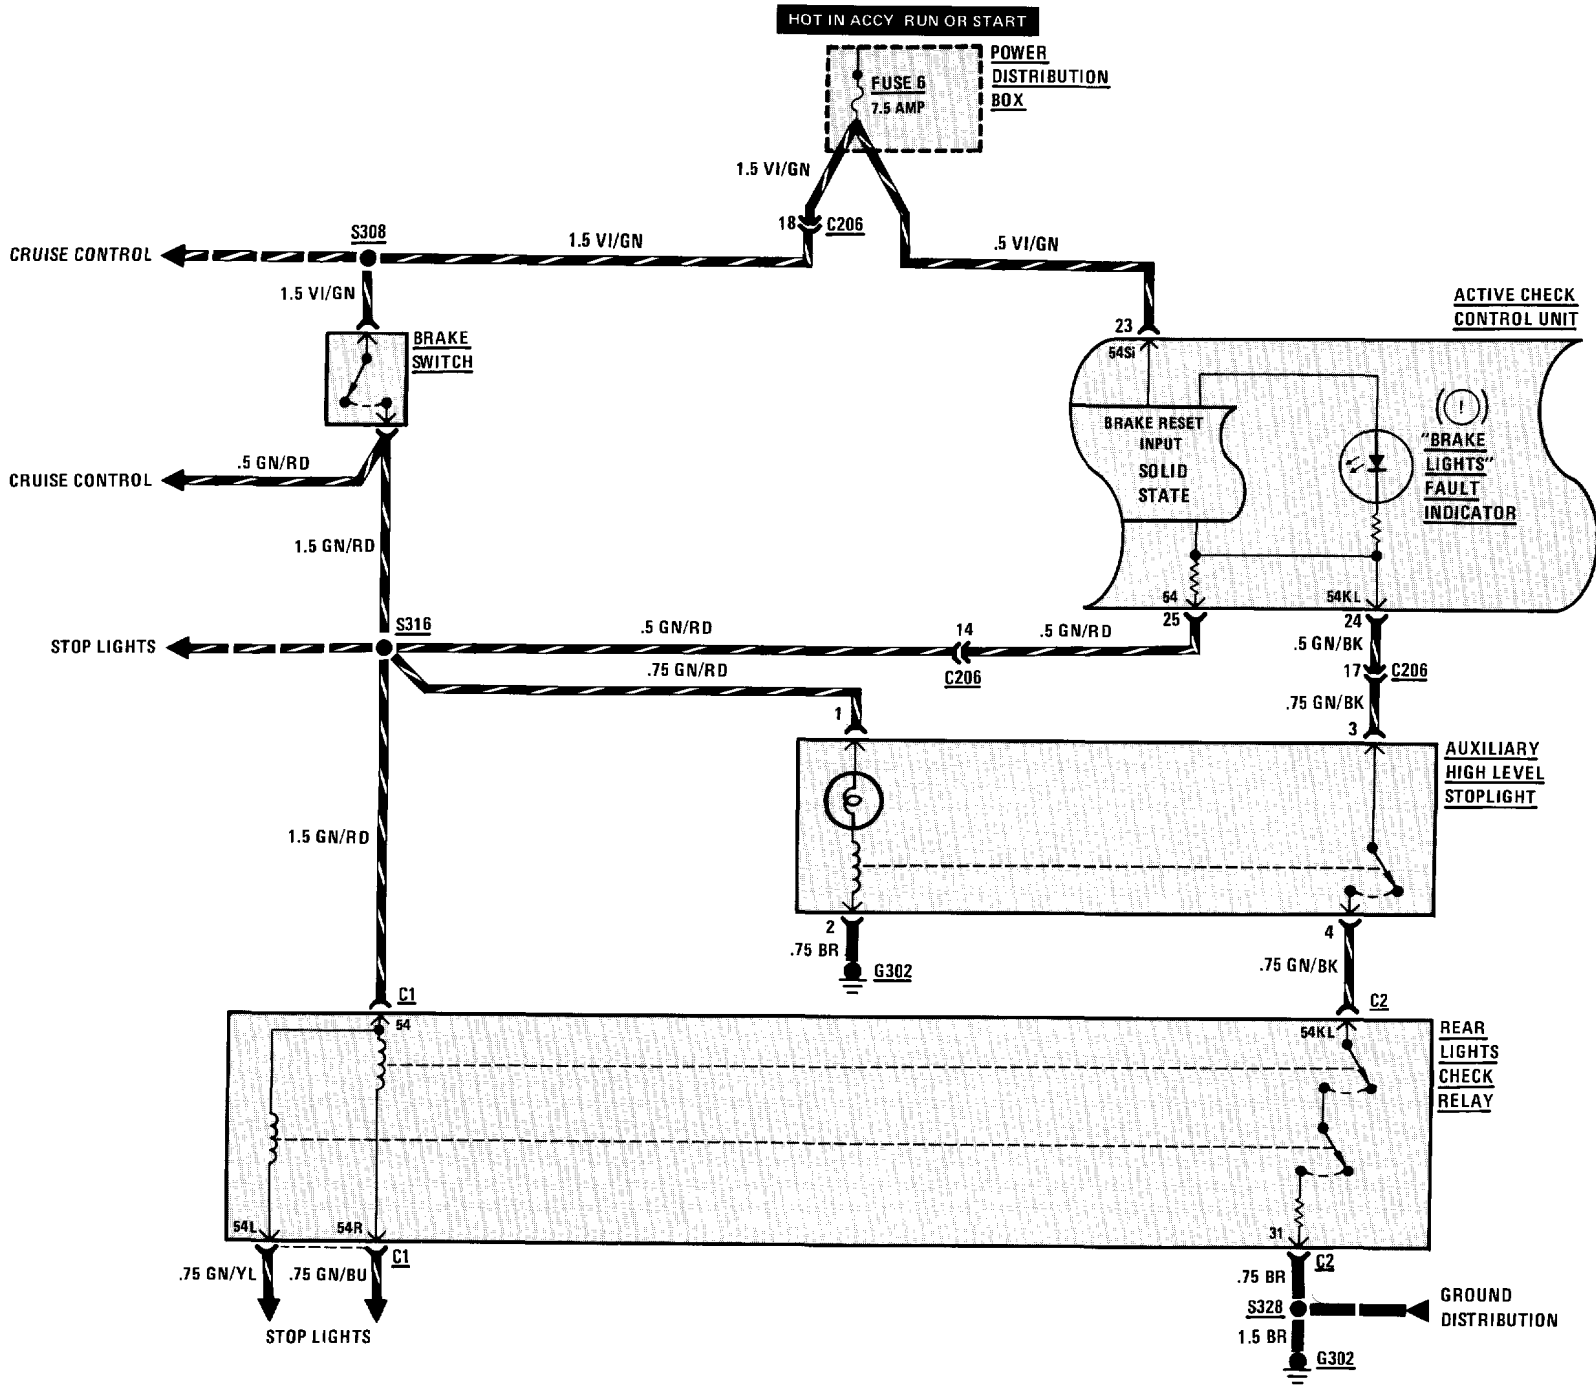 HOT IN ACCY RUN OR START
POWER
DISTRIBUTION
BOX
FUSE 6
7.5 AMP
1.5 VI/GN
18
C206
S308
CRUISE CONTROL
1.5 VI/GN
.5 VI/GN
1.5 VI/GN
BRAKE
SWITCH
ACTIVE CHECK
CONTROL UNIT
23
54Si
BRAKE RESET
INPUT
SOLID
STATE
!
"BRAKE
LIGHTS"
FAULT
INDICATOR
CRUISE CONTROL
.5 GN/RD
1.5 GN/RD
54
25
54KL
24
STOP LIGHTS
S316
.5 GN/RD
14
C206
.5 GN/RD
.5 GN/BK
17
C206
.75 GN/RD
.75 GN/BK
1
3
AUXILIARY
HIGH LEVEL
STOPLIGHT
1.5 GN/RD
2
.75 BR
G302
4
.75 GN/BK
C1
54
C2
54KL
REAR
LIGHTS
CHECK
RELAY
54L
54R
C1
31
C2
.75 GN/YL
.75 GN/BU
STOP LIGHTS
.75 BR
S328
GROUND
DISTRIBUTION
1.5 BR
G302